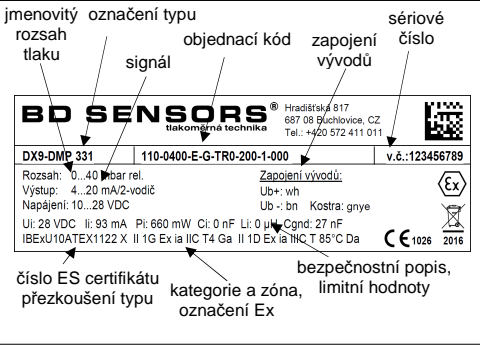 jmenovitý rozsah tlaku
označení typu
signál
objednací kód
zapojení vývodů
sériové číslo
BD SENSORS®
tlakoměrná technika
Hradišťská 817
687 08 Buchlovice, CZ
Tel.: +420 572 411 011
DX9-DMP 331 110-0400-E-G-TR0-200-1-000 v.č.:123456789
Rozsah: 0...40 mbar rel.
Výstup: 4...20 mA/2-vodič
Napájení: 10...28 VDC
Zapojení vývodů:
Ub+: wh
Ub -: bn Kostra: gnye
Ui: 28 VDC Ii: 93 mA Pi: 660 mW Ci: 0 nF Li: 0 µH Cgnd: 27 nF
IBExU10ATEX1122 X II 1G Ex ia IIC T4 Ga II 1D Ex ia IIIC T 85°C Da
Ex
CE 1026 2016
číslo ES certifikátu přezkoušení typu
kategorie a zóna, označení Ex
bezpečnostní popis, limitní hodnoty